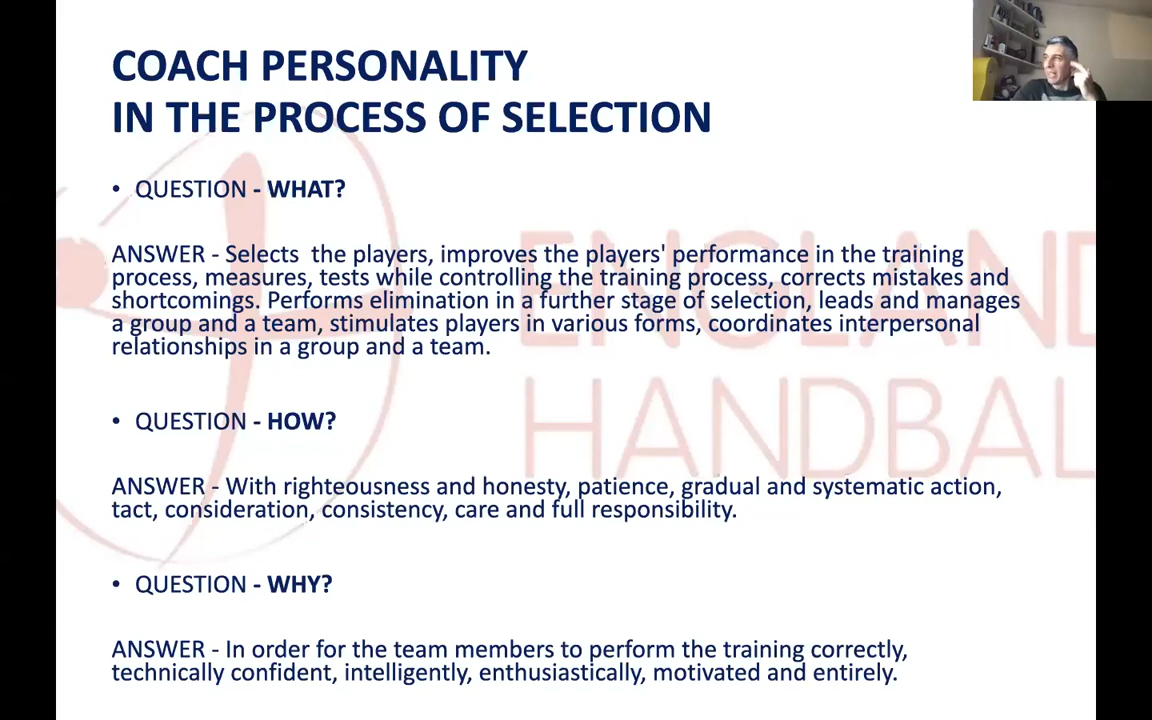 COACH PERSONALITY
IN THE PROCESS OF SELECTION
• QUESTION - WHAT?
ANSWER - Selects the players, improves the players' performance in the training
process, measures, tests while controlling the training process, corrects mistakes and
shortcomings. Performs elimination in a further stage of selection, leads and manages
a group and a team, stimulates players in various forms, coordinates interpersonal
relationships in a group and a team.
• QUESTION - HOW?
ANSWER - With righteousness and honesty, patience, gradual and systematic action,
tact, consideration, consistency, care and full responsibility.
• QUESTION - WHY?
ANSWER - In order for the team members to perform the training correctly,
technically confident, intelligently, enthusiastically, motivated and entirely.
ENGLAND
HANDBAL